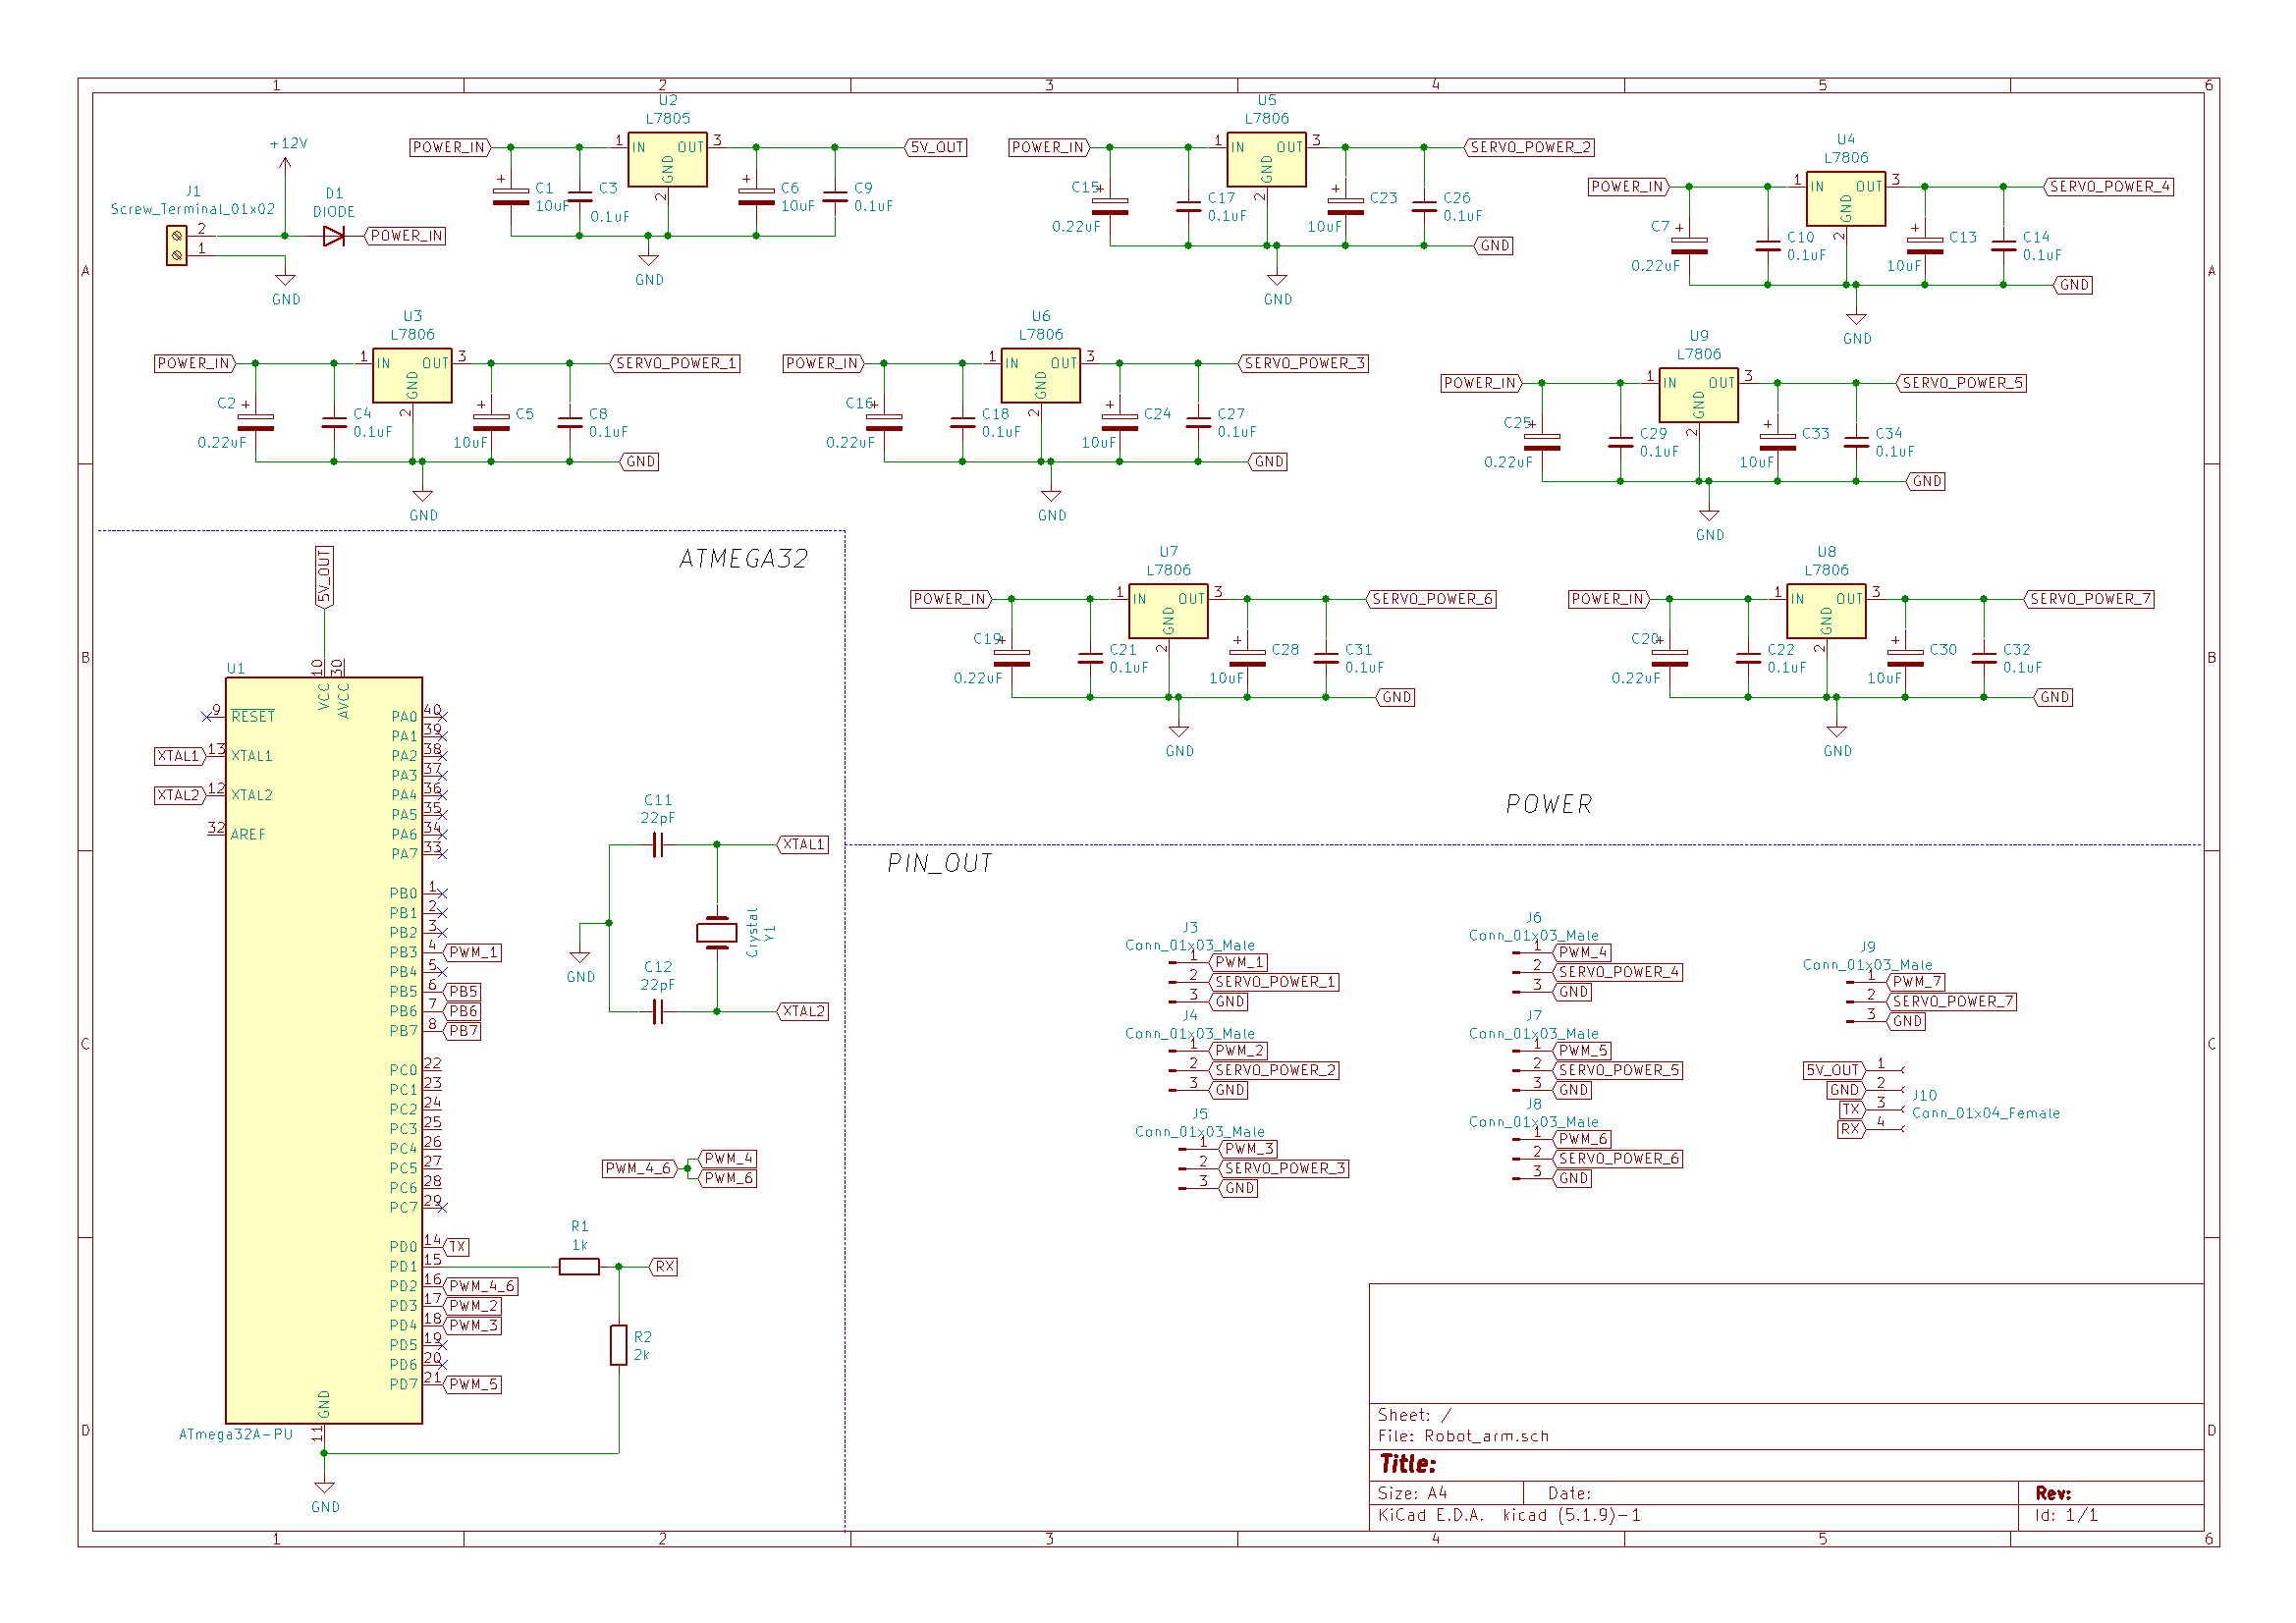 1 2 3 4 5 6
A A
B B
C C
D D
1 2 3 4 5 6
+12V
J1
Screw_Terminal_01x02
2
1
D1
DIODE
POWER_IN
GND
U2
L7805
POWER_IN 1 IN OUT 3 5V_OUT
GND
2
C1
10uF
C3
0.1uF
C6
10uF
C9
0.1uF
GND
U5
L7806
POWER_IN 1 IN OUT 3 SERVO_POWER_2
GND
2
C15
0.22uF
C17
0.1uF
C23
10uF
C26
0.1uF
GND
GND
U4
L7806
POWER_IN 1 IN OUT 3 SERVO_POWER_4
GND
2
C7
0.22uF
C10
0.1uF
C13
10uF
C14
0.1uF
GND
GND
U3
L7806
POWER_IN 1 IN OUT 3 SERVO_POWER_1
GND
2
C2
0.22uF
C4
0.1uF
C5
10uF
C8
0.1uF
GND
GND
U6
L7806
POWER_IN 1 IN OUT 3 SERVO_POWER_3
GND
2
C16
0.22uF
C18
0.1uF
C24
10uF
C27
0.1uF
GND
GND
U9
L7806
POWER_IN 1 IN OUT 3 SERVO_POWER_5
GND
2
C25
0.22uF
C29
0.1uF
C33
10uF
C34
0.1uF
GND
GND
U7
L7806
POWER_IN 1 IN OUT 3 SERVO_POWER_6
GND
2
C19
0.22uF
C21
0.1uF
C28
10uF
C31
0.1uF
GND
GND
U8
L7806
POWER_IN 1 IN OUT 3 SERVO_POWER_7
GND
2
C20
0.22uF
C22
0.1uF
C30
10uF
C32
0.1uF
GND
GND
POWER
ATMEGA32
5V_OUT
U1
10 30
VCC AVCC
9 RESET
XTAL1 13 XTAL1
XTAL2 12 XTAL2
32 AREF
PA0 40
PA1 39
PA2 38
PA3 37
PA4 36
PA5 35
PA6 34
PA7 33
PB0 1
PB1 2
PB2 3
PB3 4 PWM_1
PB4 5
PB5 6 PB5
PB6 7 PB6
PB7 8 PB7
PC0 22
PC1 23
PC2 24
PC3 25
PC4 26
PC5 27
PC6 28
PC7 29
PD0 14 TX
PD1 15
PD2 16 PWM_4_6
PD3 17 PWM_2
PD4 18 PWM_3
PD5 19
PD6 20
PD7 21 PWM_5
GND
11
ATmega32A-PU
GND
C11
22pF
XTAL1
Crystal
Y1
GND
C12
22pF
XTAL2
PWM_4_6
PWM_4
PWM_6
R1
1k
RX
R2
2k
PIN_OUT
J3
Conn_01x03_Male
1 PWM_1
2 SERVO_POWER_1
3 GND
J4
Conn_01x03_Male
1 PWM_2
2 SERVO_POWER_2
3 GND
J5
Conn_01x03_Male
1 PWM_3
2 SERVO_POWER_3
3 GND
J6
Conn_01x03_Male
1 PWM_4
2 SERVO_POWER_4
3 GND
J7
Conn_01x03_Male
1 PWM_5
2 SERVO_POWER_5
3 GND
J8
Conn_01x03_Male
1 PWM_6
2 SERVO_POWER_6
3 GND
J9
Conn_01x03_Male
1 PWM_7
2 SERVO_POWER_7
3 GND
5V_OUT 1
GND 2
TX 3
RX 4
J10
Conn_01x04_Female
Sheet: /
File: Robot_arm.sch
Title:
Size: A4 Date: Rev:
KiCad E.D.A. kicad (5.1.9)-1 Id: 1/1